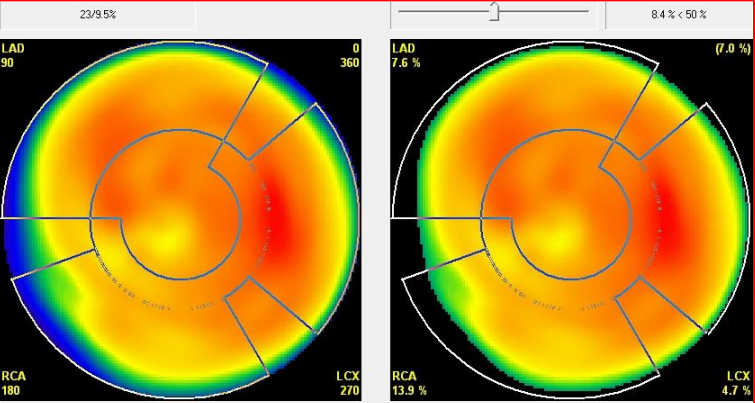 23/9.5%
8.4 % < 50 %
LAD
90
0
360
RCA
180
LCX
270
LAD
7.6 %
(7.0 %)
RCA
13.9 %
LCX
4.7 %